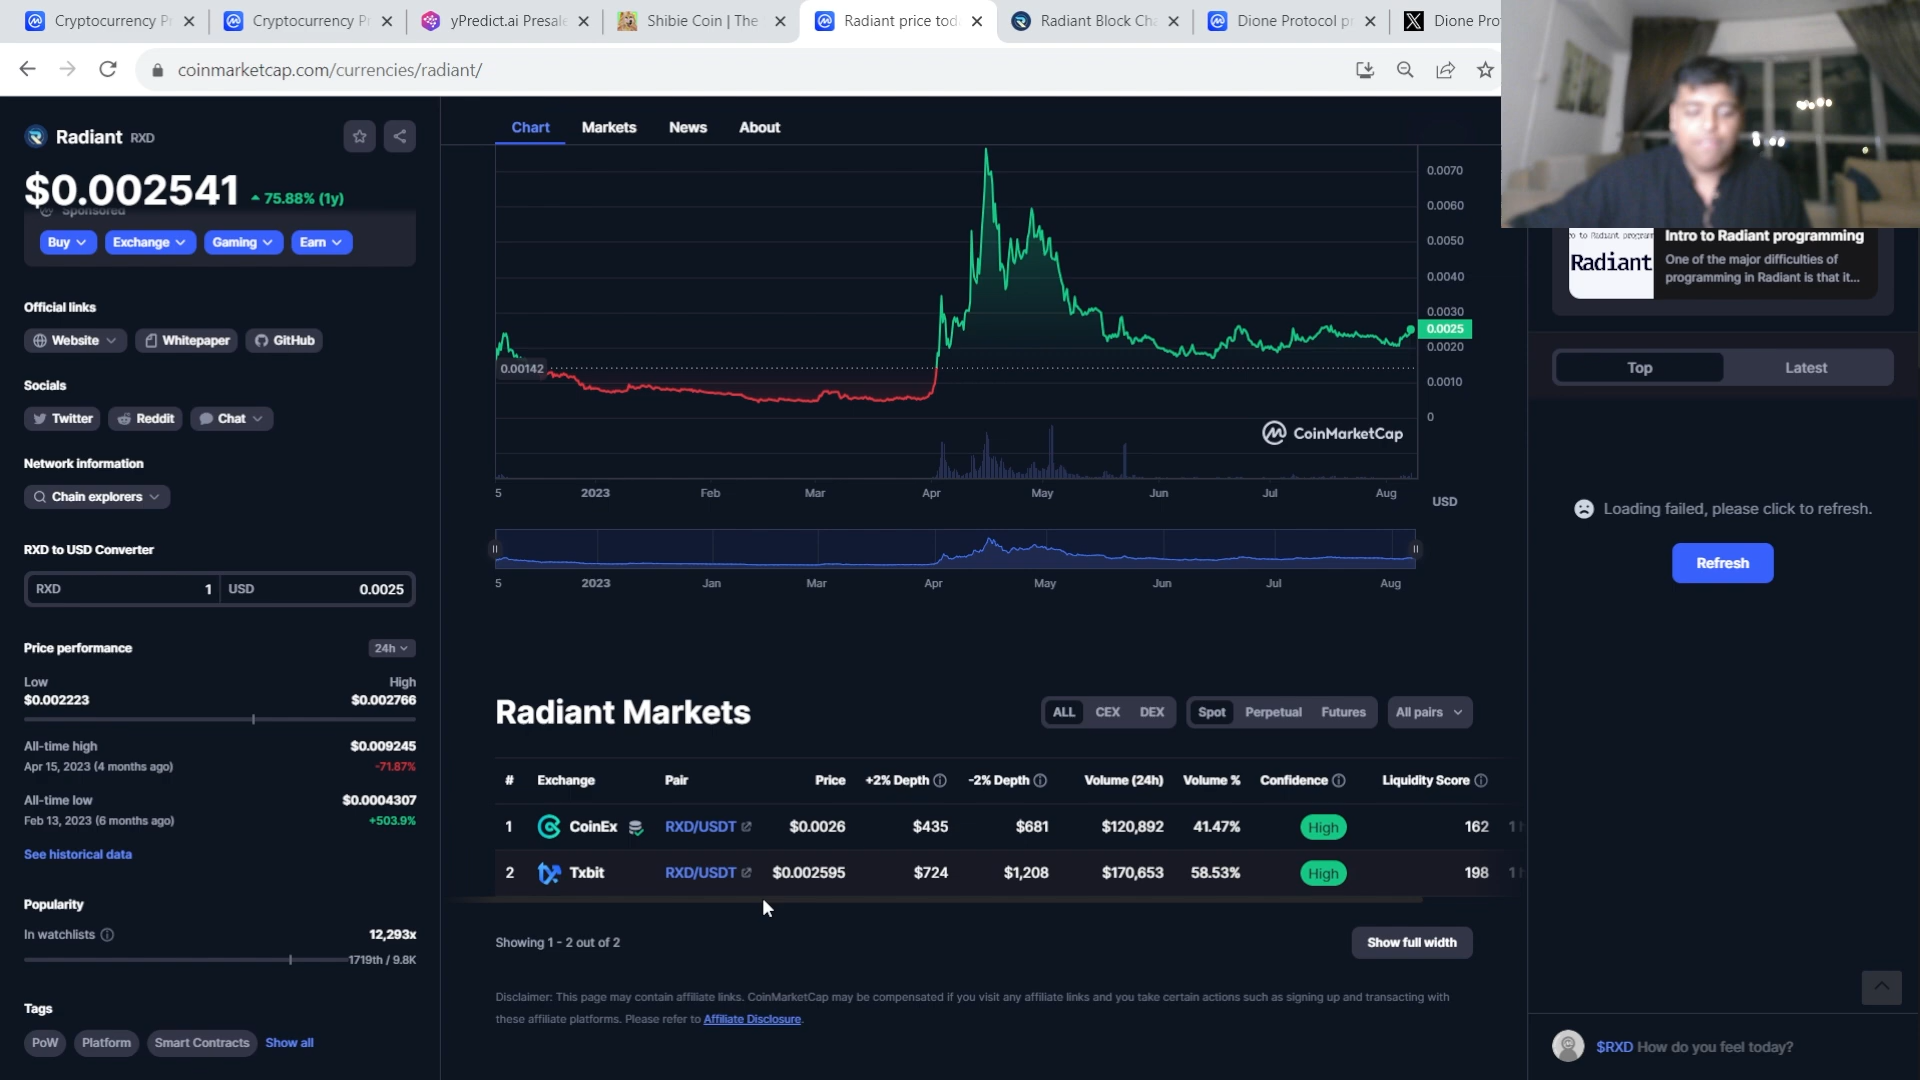 Cryptocurrency P
Cryptocurrency P
yPredict.ai Presale
Shibie Coin | The
Radiant price tod
Radiant Block Cha
Dione Protocol p
Dione Pro
coinmarketcap.com/currencies/radiant/
Radiant RXD
$0.002541 75.88% (1y)
Sponsored
Buy
Exchange
Gaming
Earn
Official links
Website
Whitepaper
GitHub
Socials
Twitter
Reddit
Chat
Network information
Chain explorers
RXD to USD Converter
RXD 1 USD 0.0025
Price performance 24h
Low High
$0.002223 $0.002766
All-time high $0.009245
Apr 15, 2023 (4 months ago) -71.87%
All-time low $0.0004307
Feb 13, 2023 (6 months ago) +503.9%
See historical data
Popularity
In watchlists 12,293x
1719th / 9.8K
Tags
PoW
Platform
Smart Contracts
Show all
Chart
Markets
News
About
0.0070
0.0060
0.0050
0.0040
0.0030
0.0025
0.0020
0.0010
0
0.00142
CoinMarketCap
5 2023 Feb Mar Apr May Jun Jul Aug USD
5 2023 Jan Mar Apr May Jun Jul Aug
Radiant Markets
ALL CEX DEX
Spot Perpetual Futures
All pairs
# Exchange Pair Price +2% Depth -2% Depth Volume (24h) Volume % Confidence Liquidity Score
1 CoinEx RXD/USDT $0.0026 $435 $681 $120,892 41.47% High 162 1
2 Txbit RXD/USDT $0.002595 $724 $1,208 $170,653 58.53% High 198 1
Showing 1 - 2 out of 2
Show full width
Disclaimer: This page may contain affiliate links. CoinMarketCap may be compensated if you visit any affiliate links and you take certain actions such as signing up and transacting with
these affiliate platforms. Please refer to Affiliate Disclosure.
ro to Radiant program
Radiant
Intro to Radiant programming
One of the major difficulties of
programming in Radiant is that it...
Top
Latest
Loading failed, please click to refresh.
Refresh
$RXD How do you feel today?